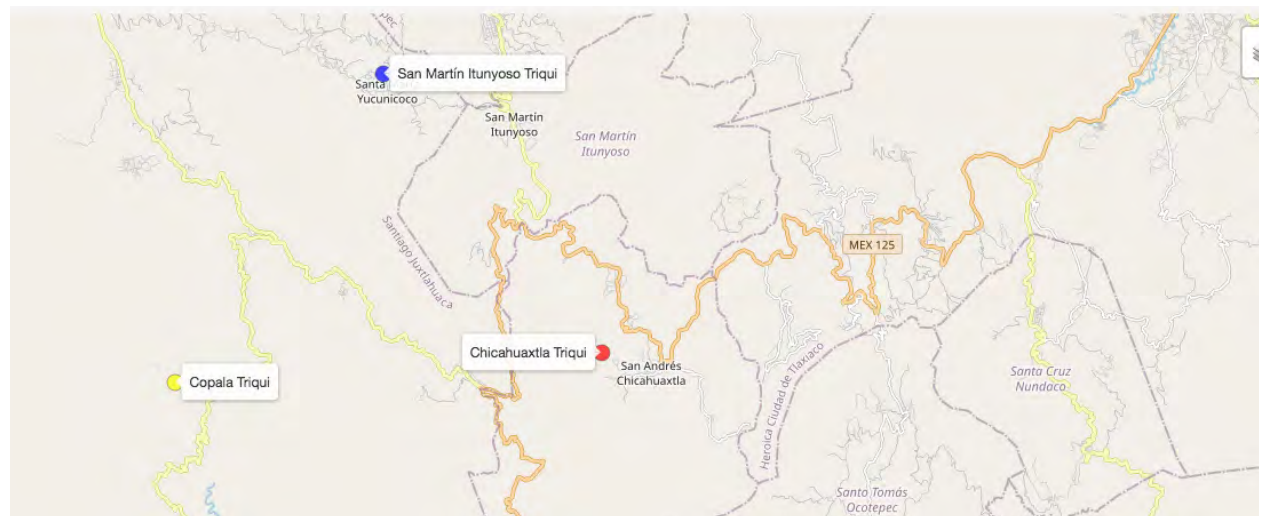 San Martín Itunyoso Triqui
Santa
Yucunicoco
San Martín
Itunyoso
San Martín
Itunyoso
Santiago Juxtlahuaca
MEX 125
Chicahuaxtla Triqui
San Andrés
Chicahuaxtla
Copala Triqui
Heroica Ciudad de Tlaxiaco
Santa Cruz
Nundaco
Santo Tomás
Ocotepec